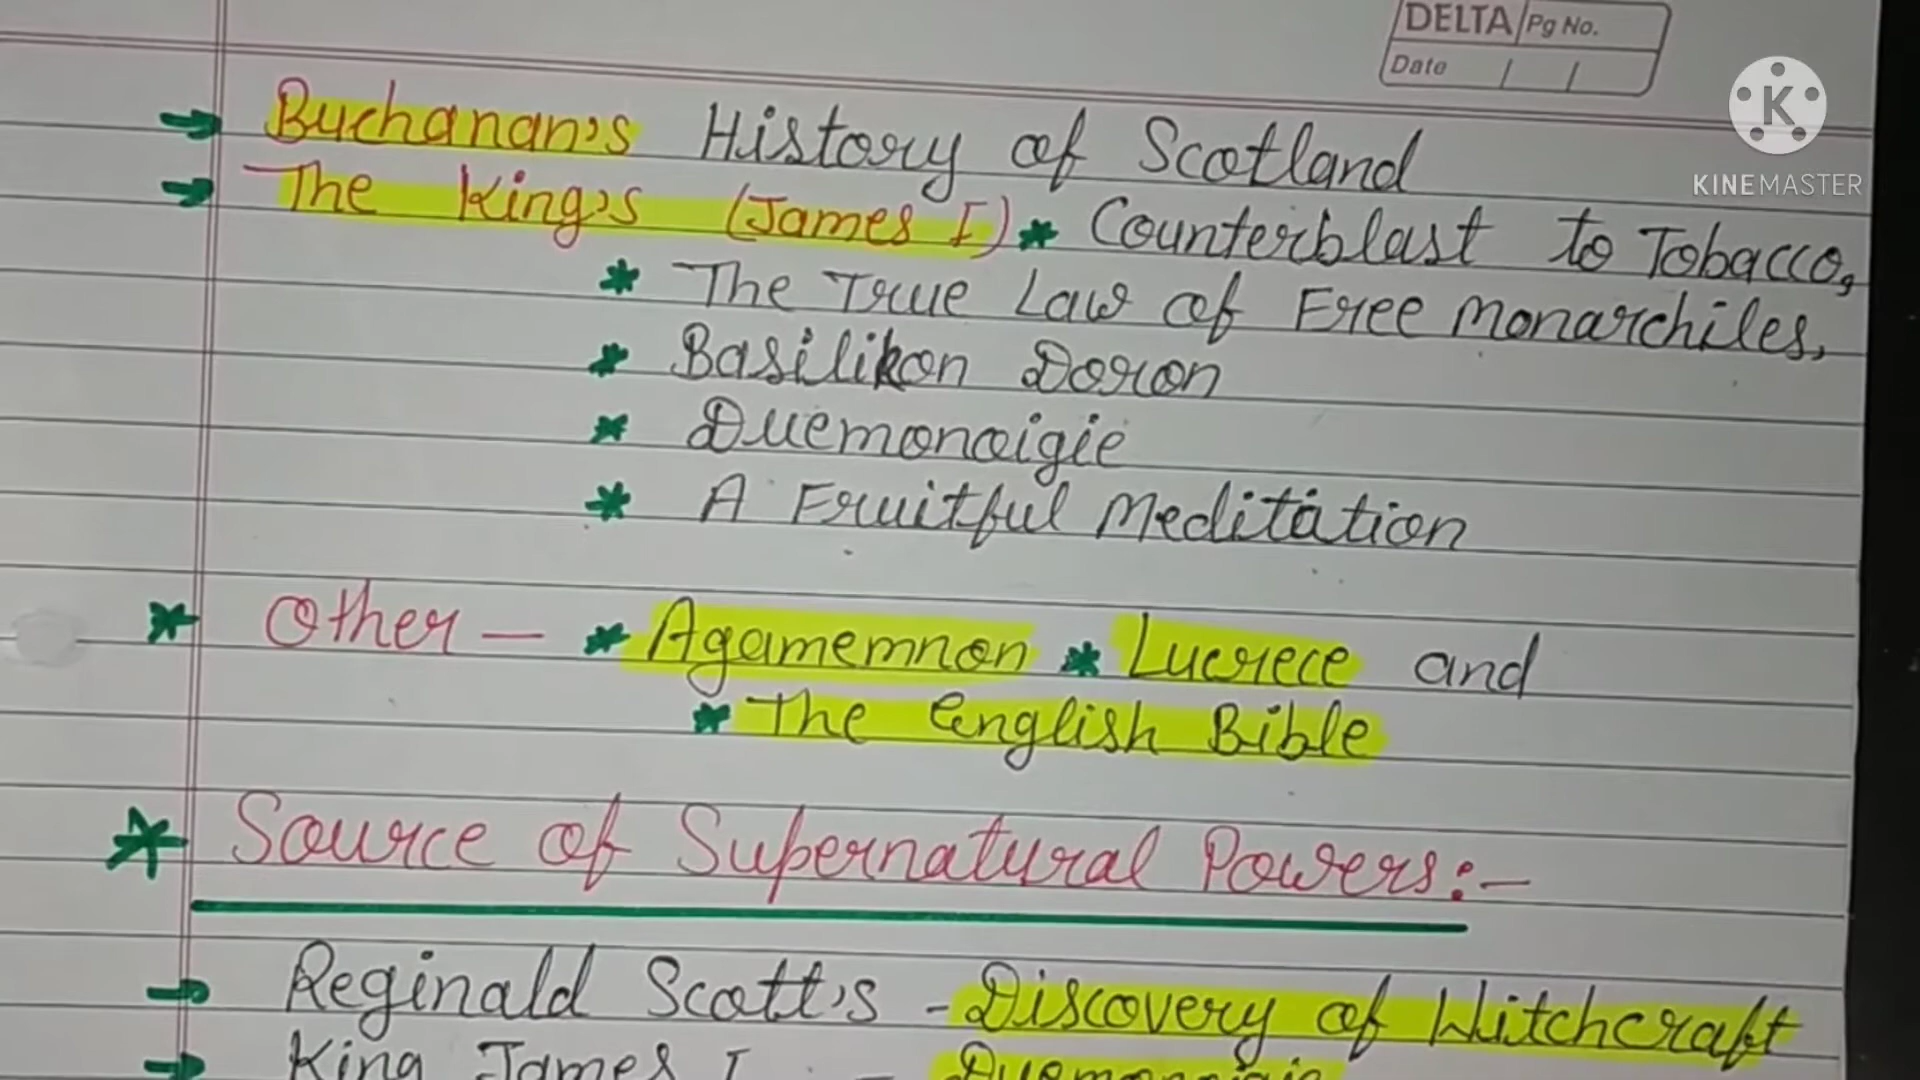 DELTA Pg No.
Date / /
KINEMASTER
→ Buchanan's History of Scotland
→ The King's (James I) * Counterblast to Tobacco,
* The True Law of Free Monarchiles,
* Basilikon Doron
* Duemonoigie
* A Fruitful Meditation
* Other — * Agamemnon * Lucrece and
* The English Bible
* Source of Supernatural Powers:-
→ Reginald Scott's - Discovery of Witchcraft
→ King James I - Duemonoigie